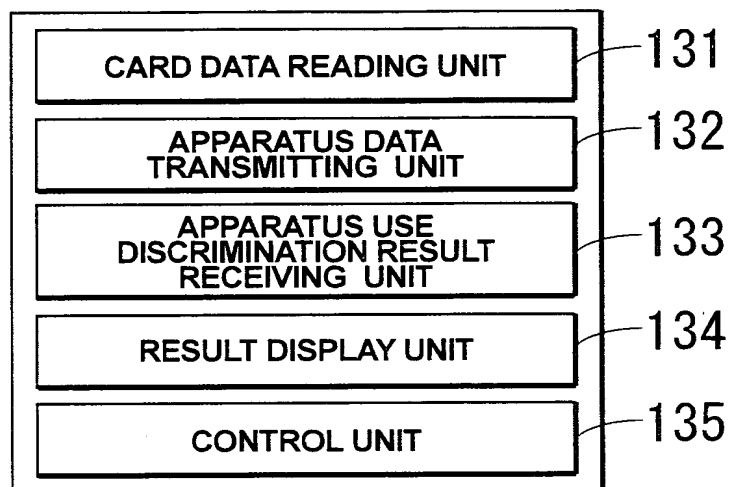 CARD DATA READING UNIT 131
APPARATUS DATA 132
TRANSMITTING UNIT
APPARATUS USE
DISCRIMINATION RESULT 133
RECEIVING UNIT
RESULT DISPLAY UNIT 134
CONTROL UNIT 135